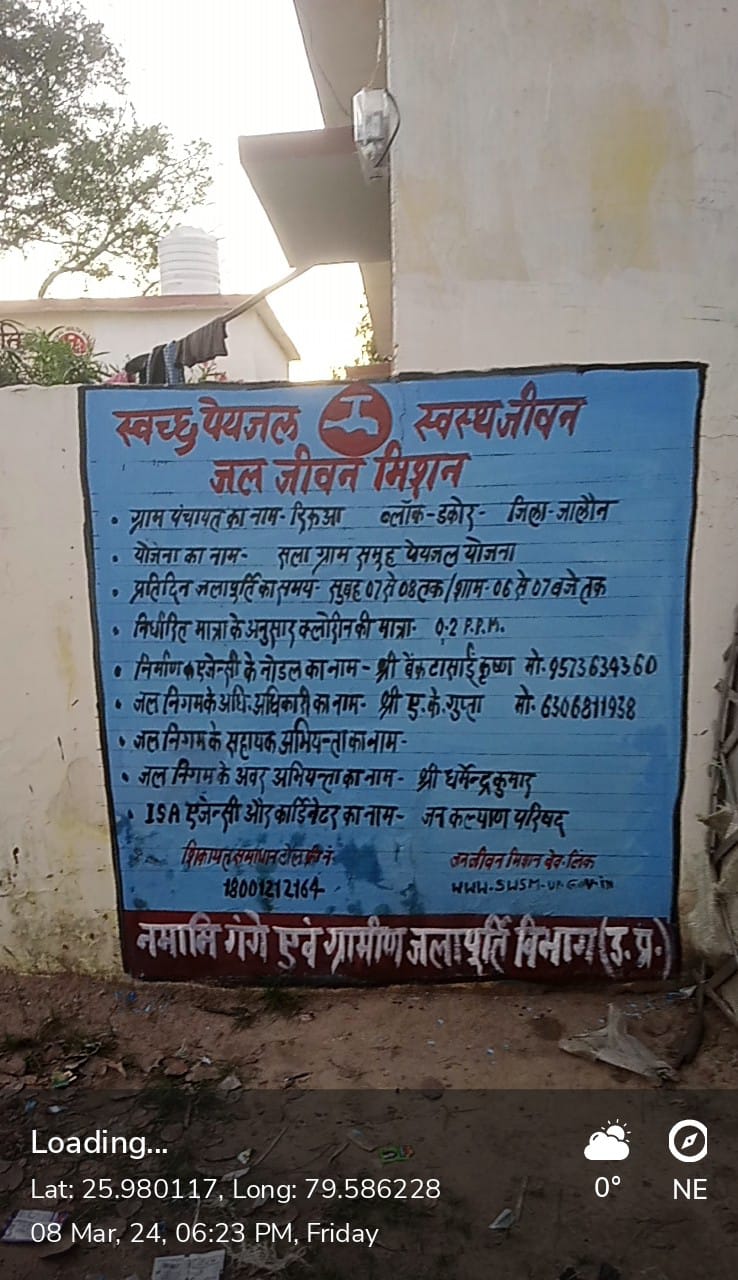 स्वच्छ पेयजल स्वस्थ जीवन
जल जीवन मिशन
• ग्राम पंचायत का नाम- टिकआ ब्लॉक-डकोर- जिला-जालौन
• योजना का नाम- सला ग्राम समूह पेयजल योजना
• प्रतिदिन जलापूर्ति का समय- सुबह 07 से 08 तक/शाम-06 से 07 बजे तक
• निर्धारित मात्रा के अनुसार क्लोरीन की मात्रा- 0.2 P.P.M.
• निर्माण एजेन्सी के नोडल का नाम- श्री वेंकटा साई कृष्ण मो. 9573634360
• जल निगम के अधि. अधिकारी का नाम- श्री ए. के. गुप्ता मो- 6306811938
• जल निगम के सहायक अभियन्ता का नाम-
• जल निगम के अवर अभियन्ता का नाम- श्री धर्मेन्द्र कुमार
• ISA एजेन्सी और कार्डिनेटर का नाम- जन कल्याण परिषद्
शिकायत समाधान टोल फ्री नं. जनजीवन मिशन वेब लिंक
18001212164 WWW.SWSM-UP.GOV.in
नमामि गंगे एवं ग्रामीण जलापूर्ति विभाग (उ.प्र.)
Loading...
Lat: 25.980117, Long: 79.586228 0° NE
08 Mar, 24, 06:23 PM, Friday